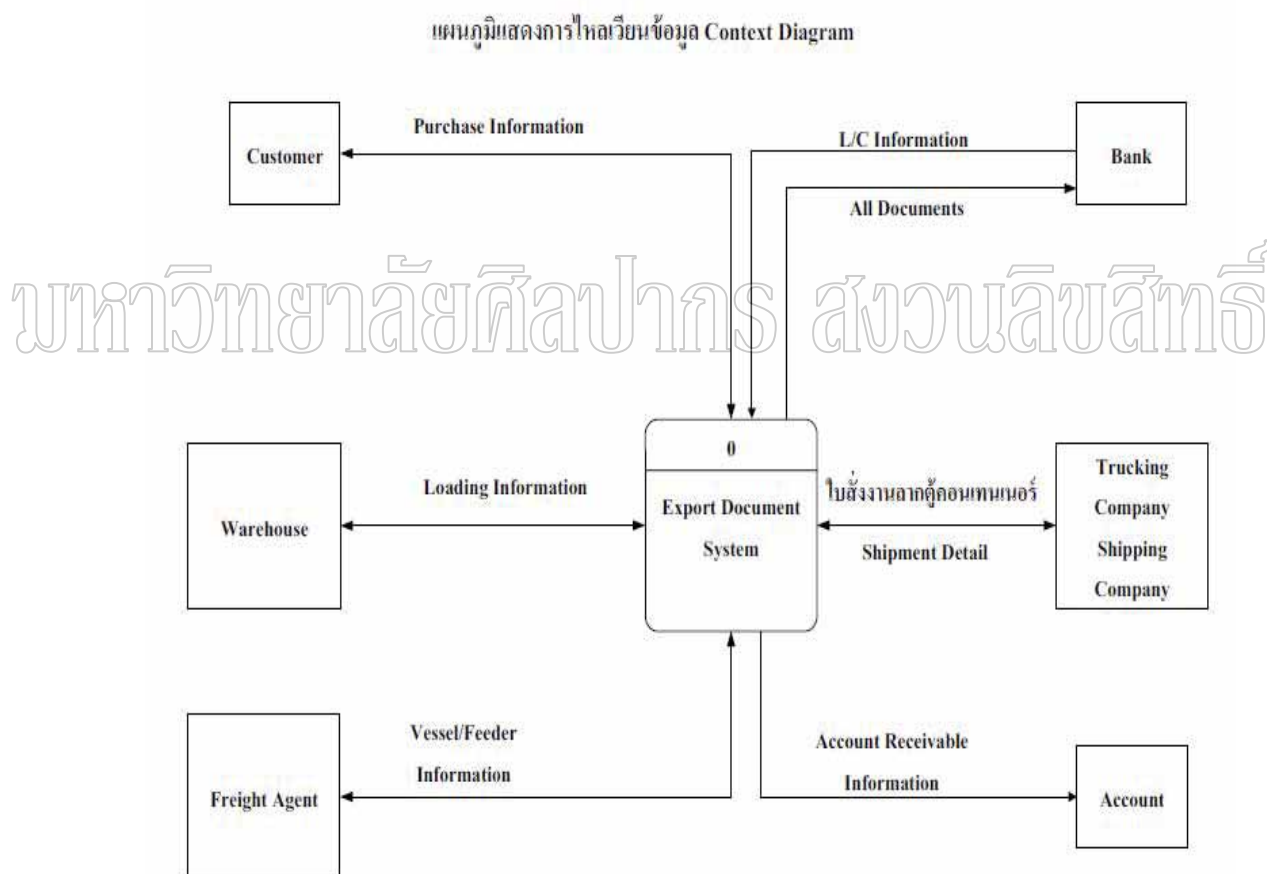 แผนภูมิแสดงการไหลเวียนข้อมูล Context Diagram
Customer
Purchase Information
L/C Information
Bank
All Documents
มหาวิทยาลัยศิลปากร สงวนลิขสิทธิ์
0
Export Document
System
Warehouse
Loading Information
ใบสั่งงานลากตู้คอนเทนเนอร์
Shipment Detail
Trucking
Company
Shipping
Company
Vessel/Feeder
Information
Freight Agent
Account Receivable
Information
Account